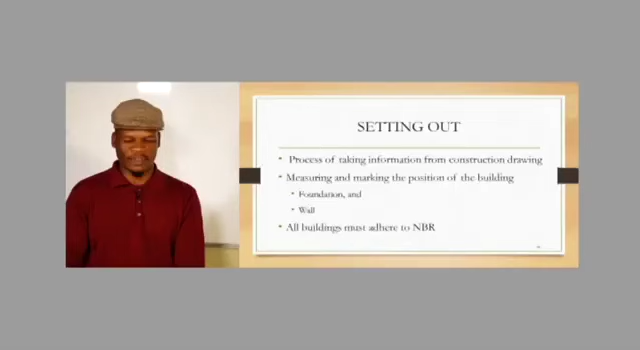 SETTING OUT
• Process of taking information from construction drawing
• Measuring and marking the position of the building
• Foundation, and
• Wall
• All buildings must adhere to NBR